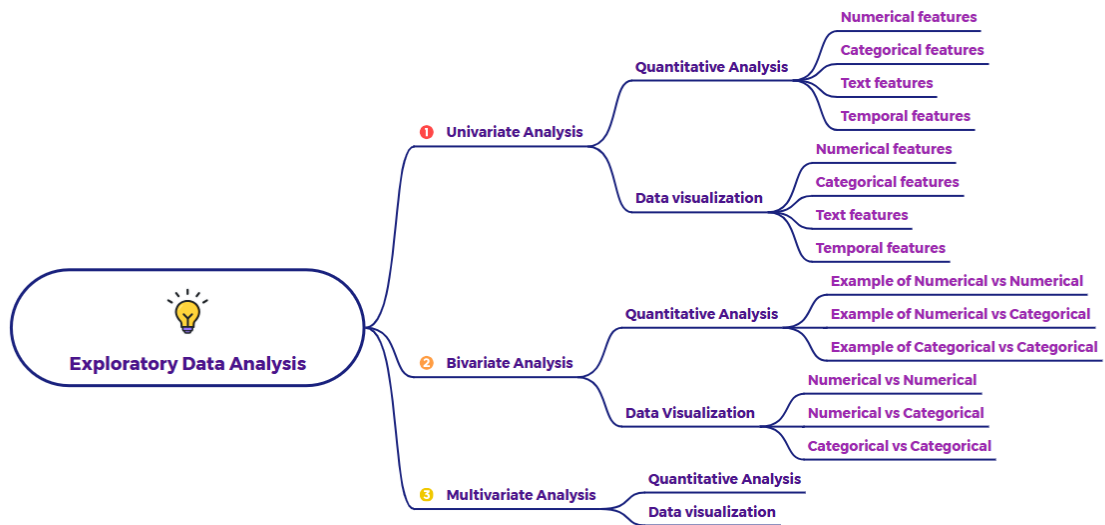 Exploratory Data Analysis
1 Univariate Analysis
Quantitative Analysis
Numerical features
Categorical features
Text features
Temporal features
Data visualization
Numerical features
Categorical features
Text features
Temporal features
2 Bivariate Analysis
Quantitative Analysis
Example of Numerical vs Numerical
Example of Numerical vs Categorical
Example of Categorical vs Categorical
Data Visualization
Numerical vs Numerical
Numerical vs Categorical
Categorical vs Categorical
3 Multivariate Analysis
Quantitative Analysis
Data visualization